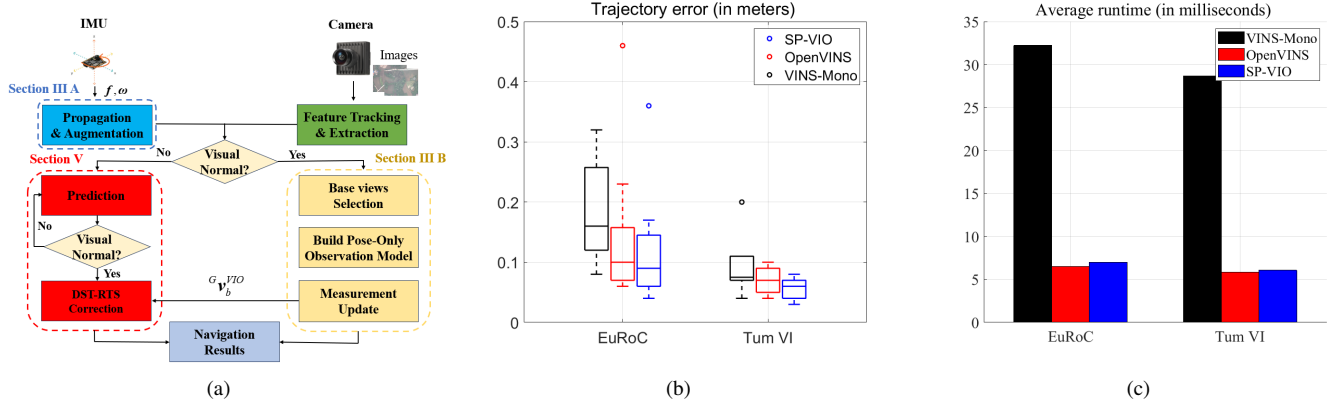 IMU
Camera
Images
Section III A
f , ω
Propagation
& Augmentation
Feature Tracking
& Extraction
No
Visual
Normal?
Yes
Section V
Section III B
Prediction
Base views
Selection
No
Visual
Normal?
Build Pose-Only
Observation Model
Yes
DST-RTS
Correction
G v b VIO
Measurement
Update
Navigation
Results
(a)
Trajectory error (in meters)
0.5
0.4
0.3
0.2
0.1
0
SP-VIO
OpenVINS
VINS-Mono
EuRoC
Tum VI
(b)
Average runtime (in milliseconds)
35
30
25
20
15
10
5
0
VINS-Mono
OpenVINS
SP-VIO
EuRoC
Tum VI
(c)